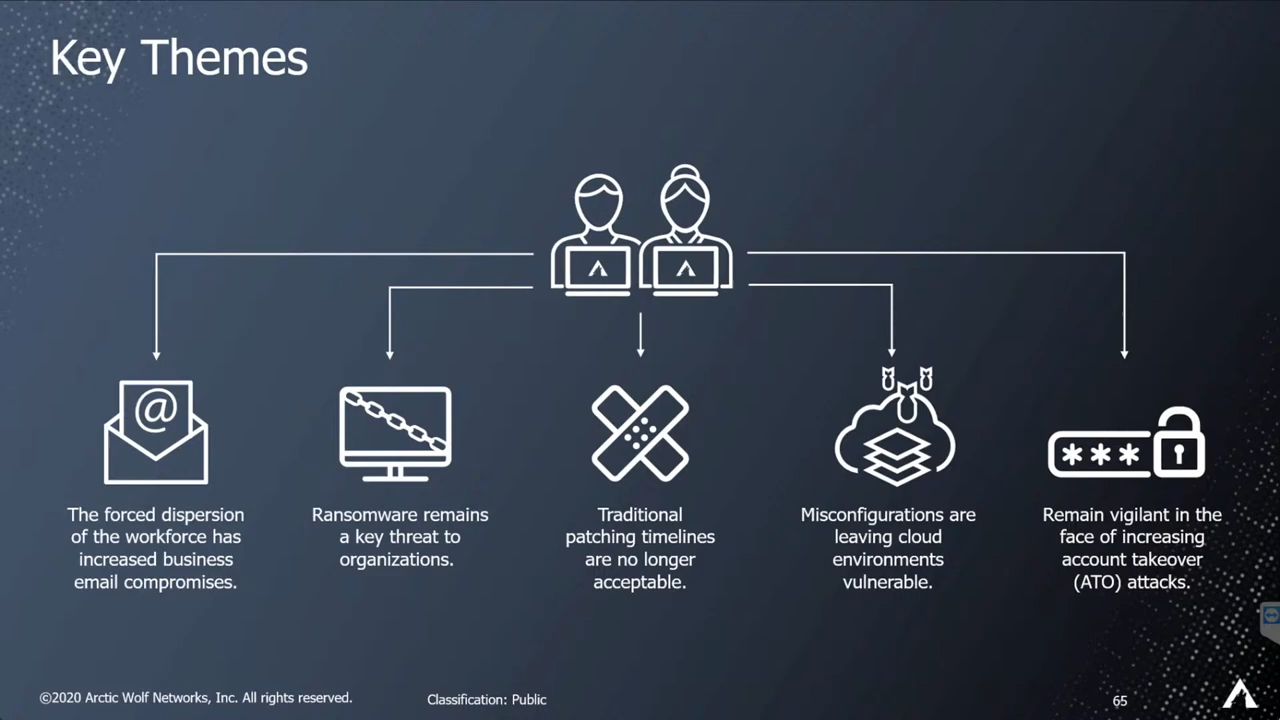 Key Themes
@
The forced dispersion
of the workforce has
increased business
email compromises.
Ransomware remains
a key threat to
organizations.
Traditional
patching timelines
are no longer
acceptable.
Misconfigurations are
leaving cloud
environments
vulnerable.
***
Remain vigilant in the
face of increasing
account takeover
(ATO) attacks.
©2020 Arctic Wolf Networks, Inc. All rights reserved.
Classification: Public
65